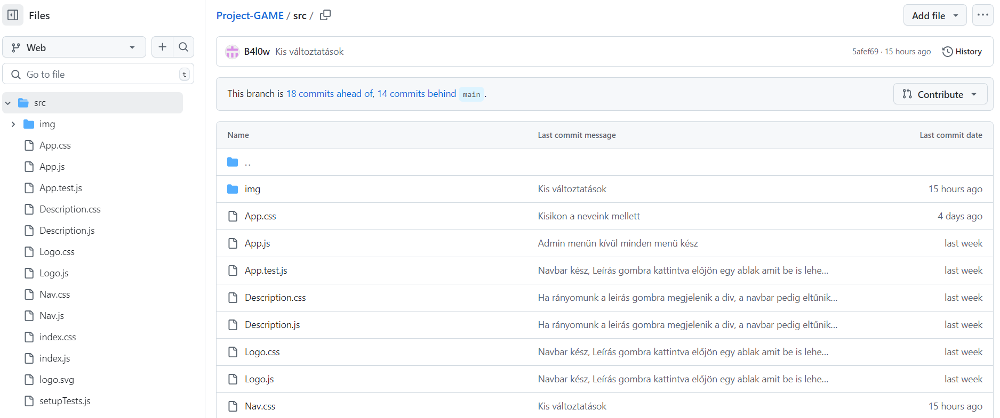 Files
Web
Go to file
t
src
img
App.css
App.js
App.test.js
Description.css
Description.js
Logo.css
Logo.js
Nav.css
Nav.js
index.css
index.js
logo.svg
setupTests.js
Project-GAME / src /
Add file
B4l0w Kis változtatások
5afef69 · 15 hours ago
History
This branch is 18 commits ahead of, 14 commits behind main .
Contribute
Name Last commit message Last commit date
..
img Kis változtatások 15 hours ago
App.css Kisikon a neveink mellett 4 days ago
App.js Admin menün kívül minden menü kész last week
App.test.js Navbar kész, Leírás gombra kattintva előjön egy ablak amit be is lehe... last week
Description.css Ha rányomunk a leirás gombra megjelenik a div, a navbar pedig eltűnik... last week
Description.js Ha rányomunk a leirás gombra megjelenik a div, a navbar pedig eltűnik... last week
Logo.css Navbar kész, Leírás gombra kattintva előjön egy ablak amit be is lehe... last week
Logo.js Navbar kész, Leírás gombra kattintva előjön egy ablak amit be is lehe... last week
Nav.css Kis változtatások 15 hours ago